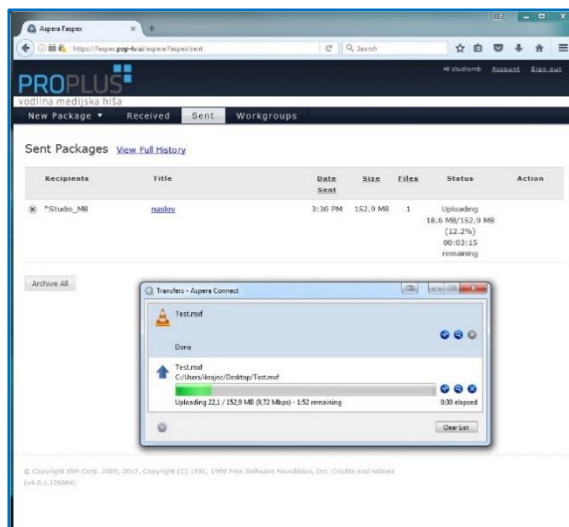 Aspera Faspex
https://faspex.pop-tv.si/aspera/faspex/sent
Search
PROPLUS
vodilna medijska hiša
Hi studiomb Account Sign out
New Package Received Sent Workgroups
Sent Packages View Full History
Recipients Title Date Sent Size Files Status Action
*Studio_MB naslov 3:30 PM 152.9 MB 1 Uploading
18.6 MB/152.9 MB
(12.2%)
00:03:15
remaining
Archive All
Transfers - Aspera Connect
Test.mxf
Done
Test.mxf
C:/Users/ikrajnc/Desktop/Test.mxf
Uploading 22,1 / 152,9 MB (9,72 Mbps) - 1:52 remaining
0:30 elapsed
Clear List
© Copyright IBM Corp. 2005, 2017, Copyright (C) 1991, 1999 Free Software Foundation, Inc. Credits and notices
(v4.0.1.126664)